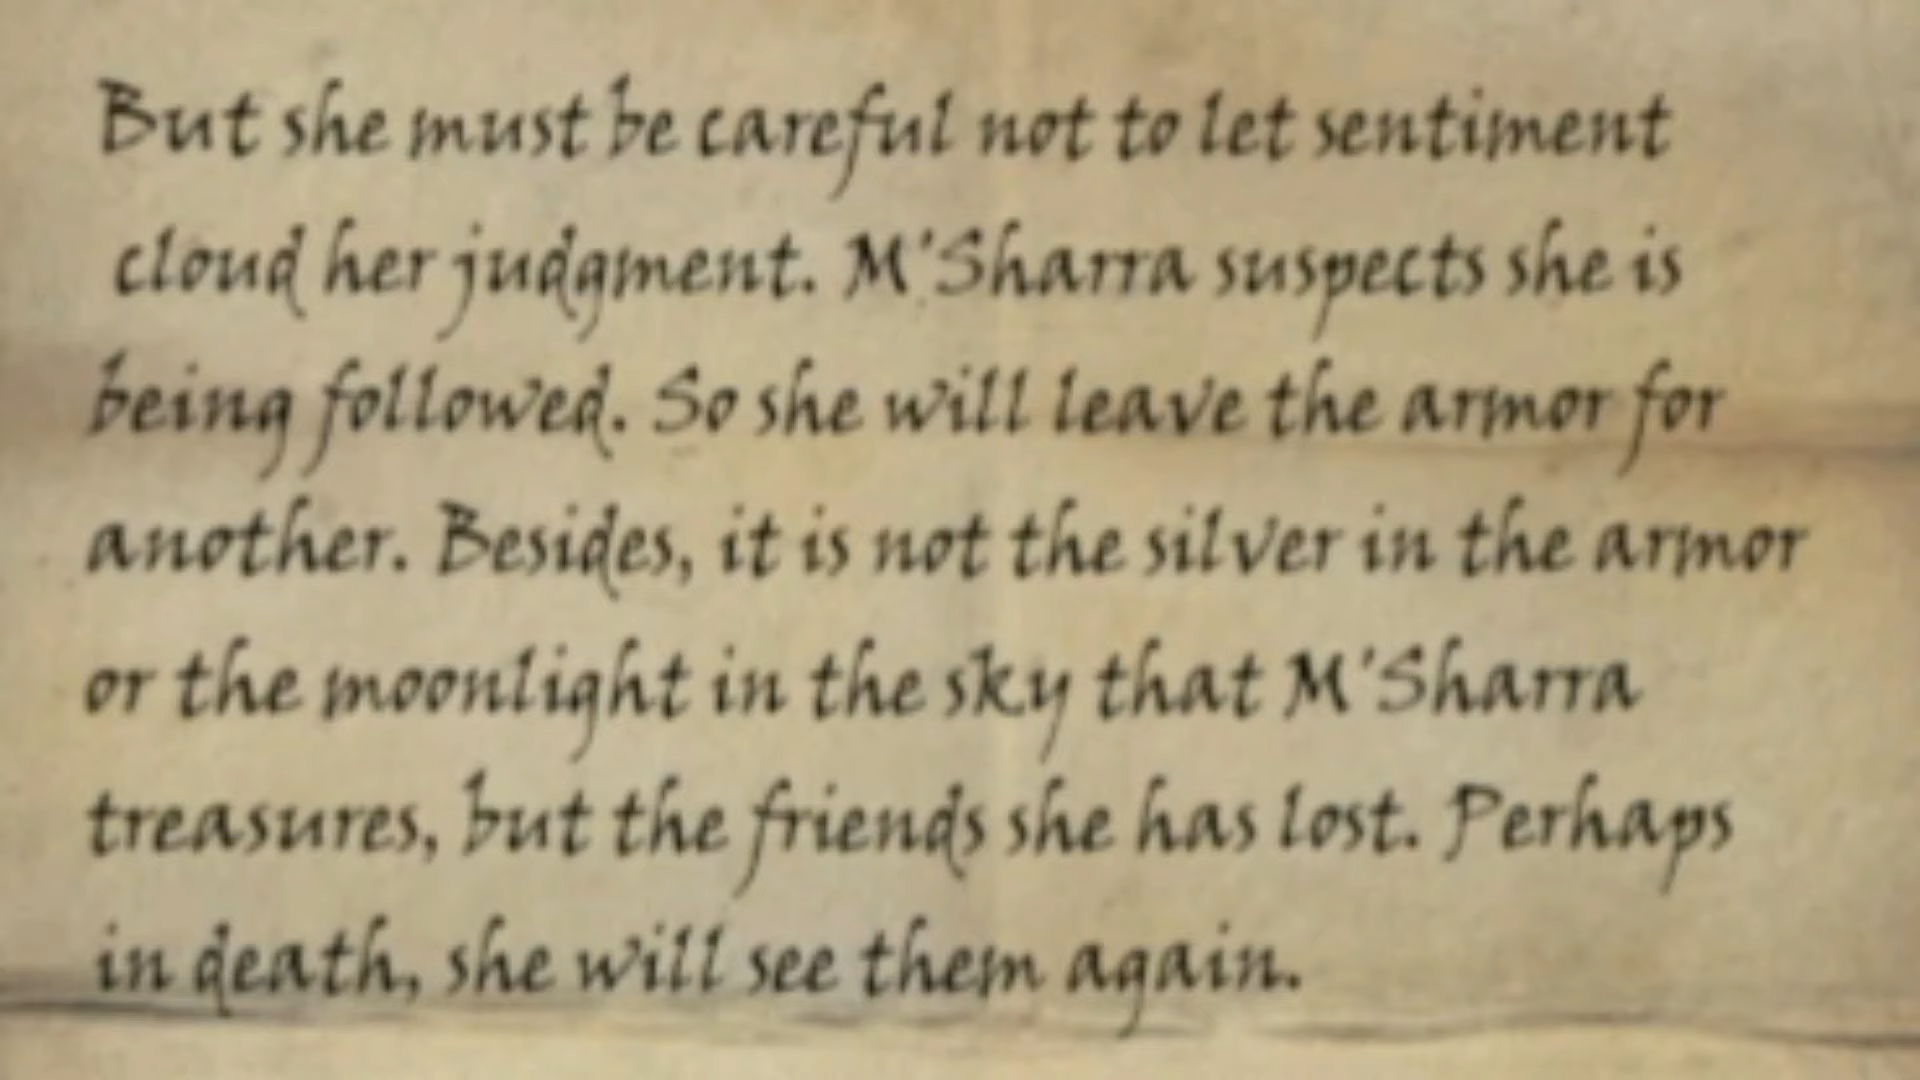 But she must be careful not to let sentiment
cloud her judgment. M'Sharra suspects she is
being followed. So she will leave the armor for
another. Besides, it is not the silver in the armor
or the moonlight in the sky that M'Sharra
treasures, but the friends she has lost. Perhaps
in death, she will see them again.